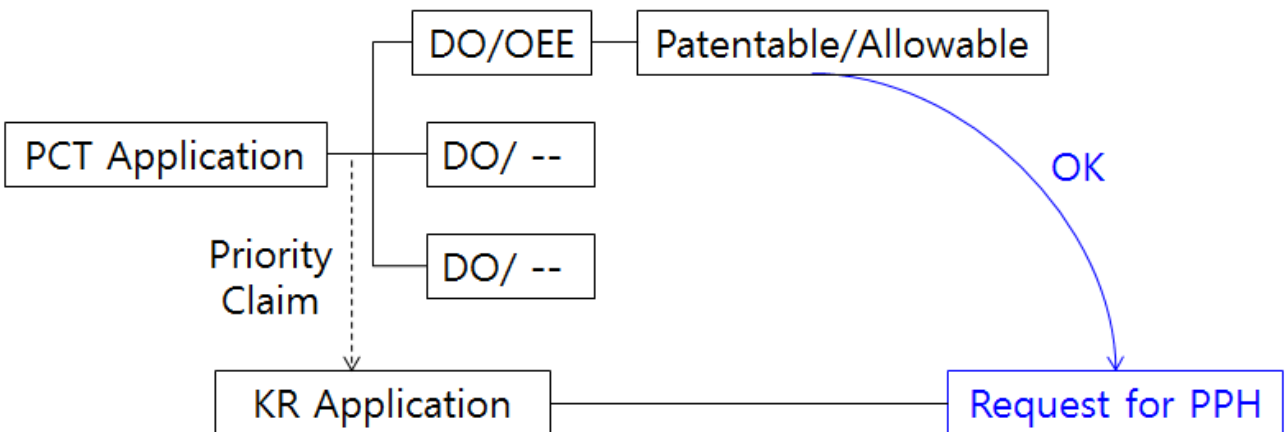 DO/OEE
Patentable/Allowable
PCT Application
DO/ --
OK
Priority
Claim
DO/ --
KR Application
Request for PPH